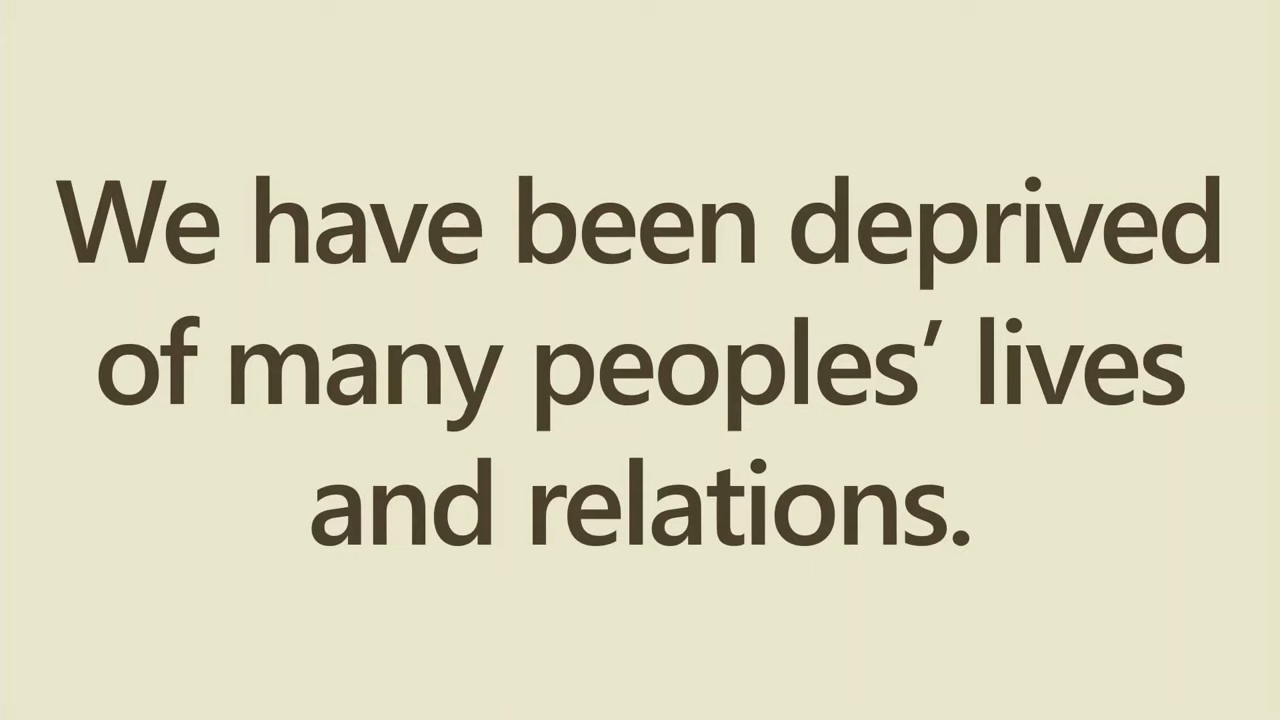 We have been deprived
of many peoples’ lives
and relations.